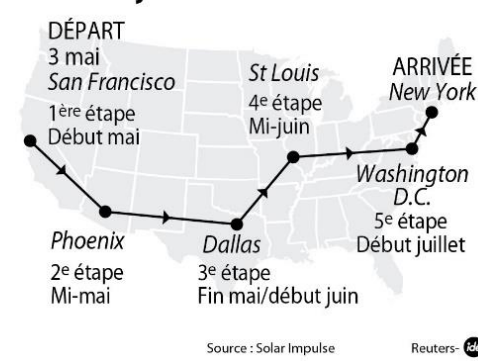 DÉPART
3 mai
San Francisco
1ère étape
Début mai
St Louis
4e étape
Mi-juin
ARRIVÉE
New York
Washington
D.C.
5e étape
Début juillet
Phoenix
2e étape
Mi-mai
Dallas
3e étape
Fin mai/début juin
Source : Solar Impulse
Reuters-